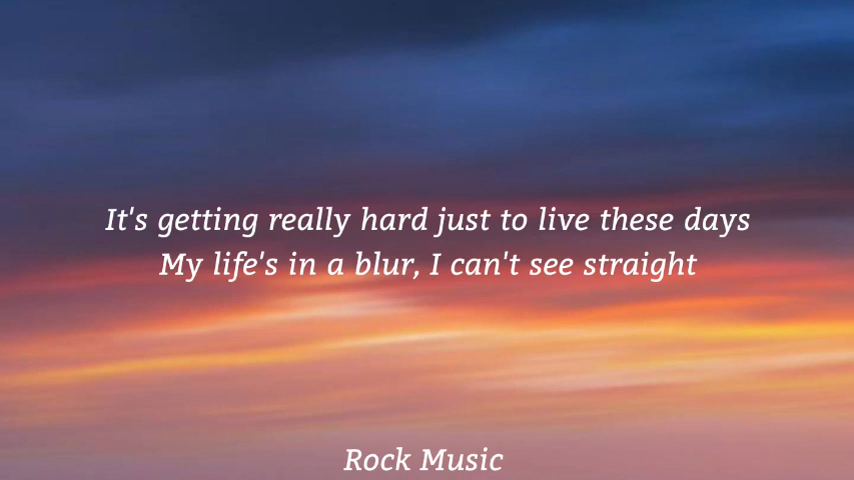 It's getting really hard just to live these days
My life's in a blur, I can't see straight
Rock Music